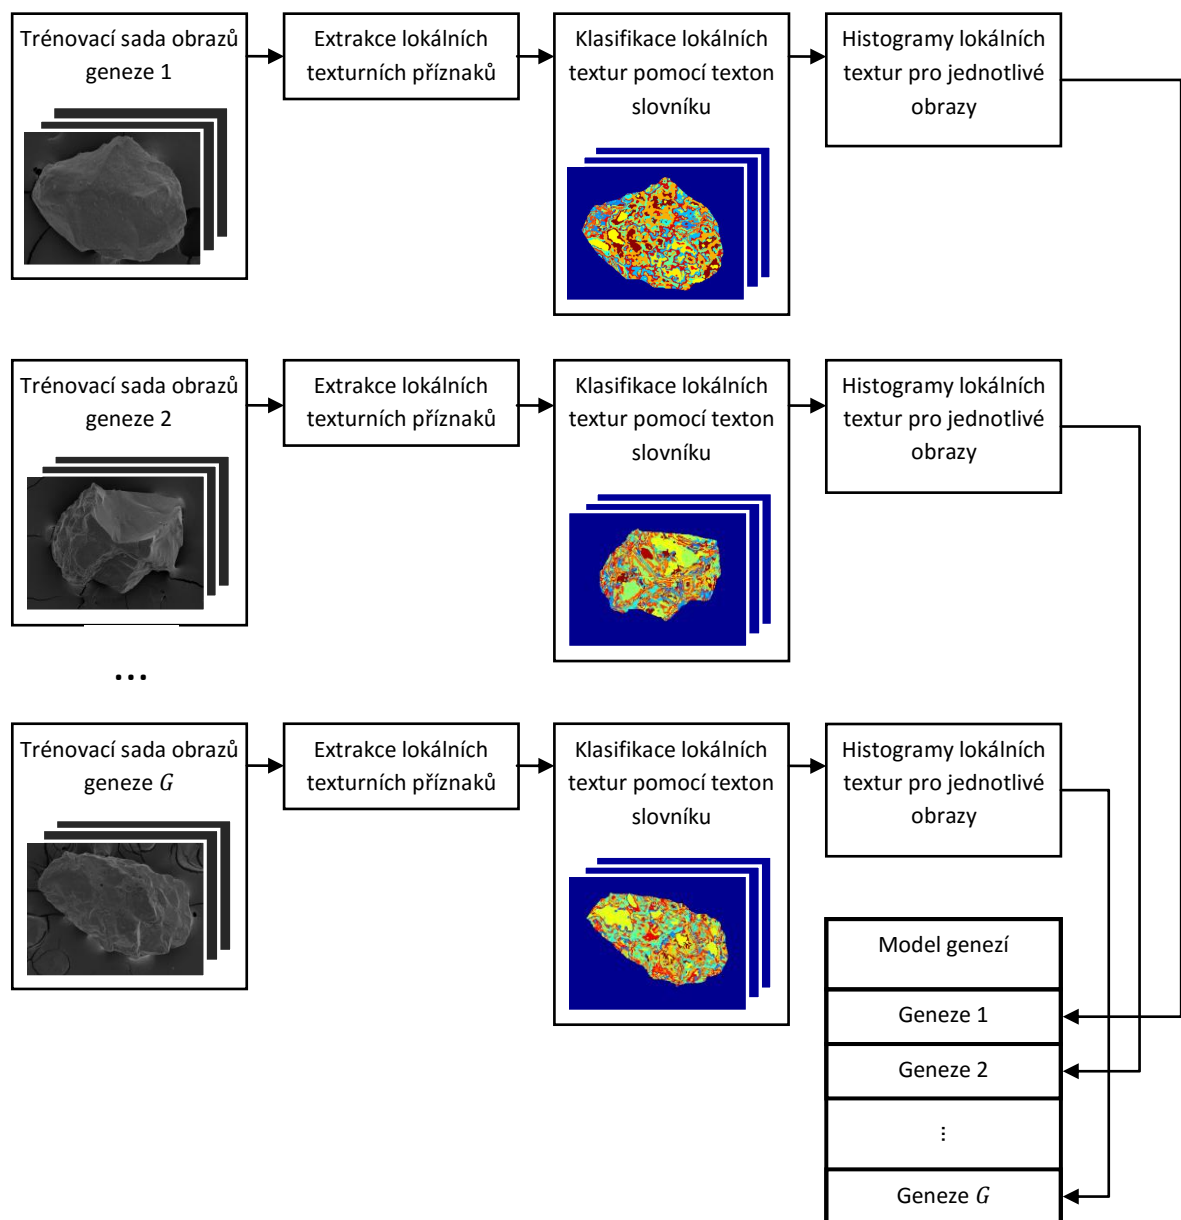 Trénovací sada obrazů
geneze 1
Extrakce lokálních
texturních příznaků
Klasifikace lokálních
textur pomocí texton
slovníku
Histogramy lokálních
textur pro jednotlivé
obrazy
Trénovací sada obrazů
geneze 2
Extrakce lokálních
texturních příznaků
Klasifikace lokálních
textur pomocí texton
slovníku
Histogramy lokálních
textur pro jednotlivé
obrazy
...
Trénovací sada obrazů
geneze G
Extrakce lokálních
texturních příznaků
Klasifikace lokálních
textur pomocí texton
slovníku
Histogramy lokálních
textur pro jednotlivé
obrazy
Model genezí
Geneze 1
Geneze 2
⋮
Geneze G